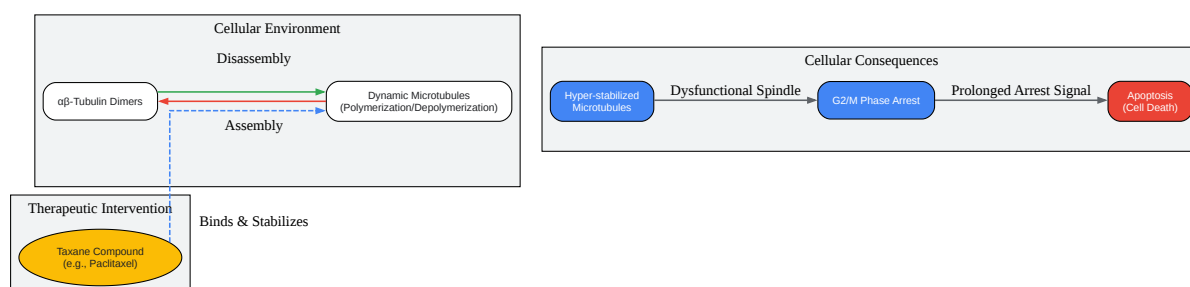 Cellular Environment
Disassembly
αβ-Tubulin Dimers
Dynamic Microtubules
(Polymerization/Depolymerization)
Assembly
Therapeutic Intervention
Binds & Stabilizes
Taxane Compound
(e.g., Paclitaxel)
Cellular Consequences
Hyper-stabilized
Microtubules
Dysfunctional Spindle
G2/M Phase Arrest
Prolonged Arrest Signal
Apoptosis
(Cell Death)